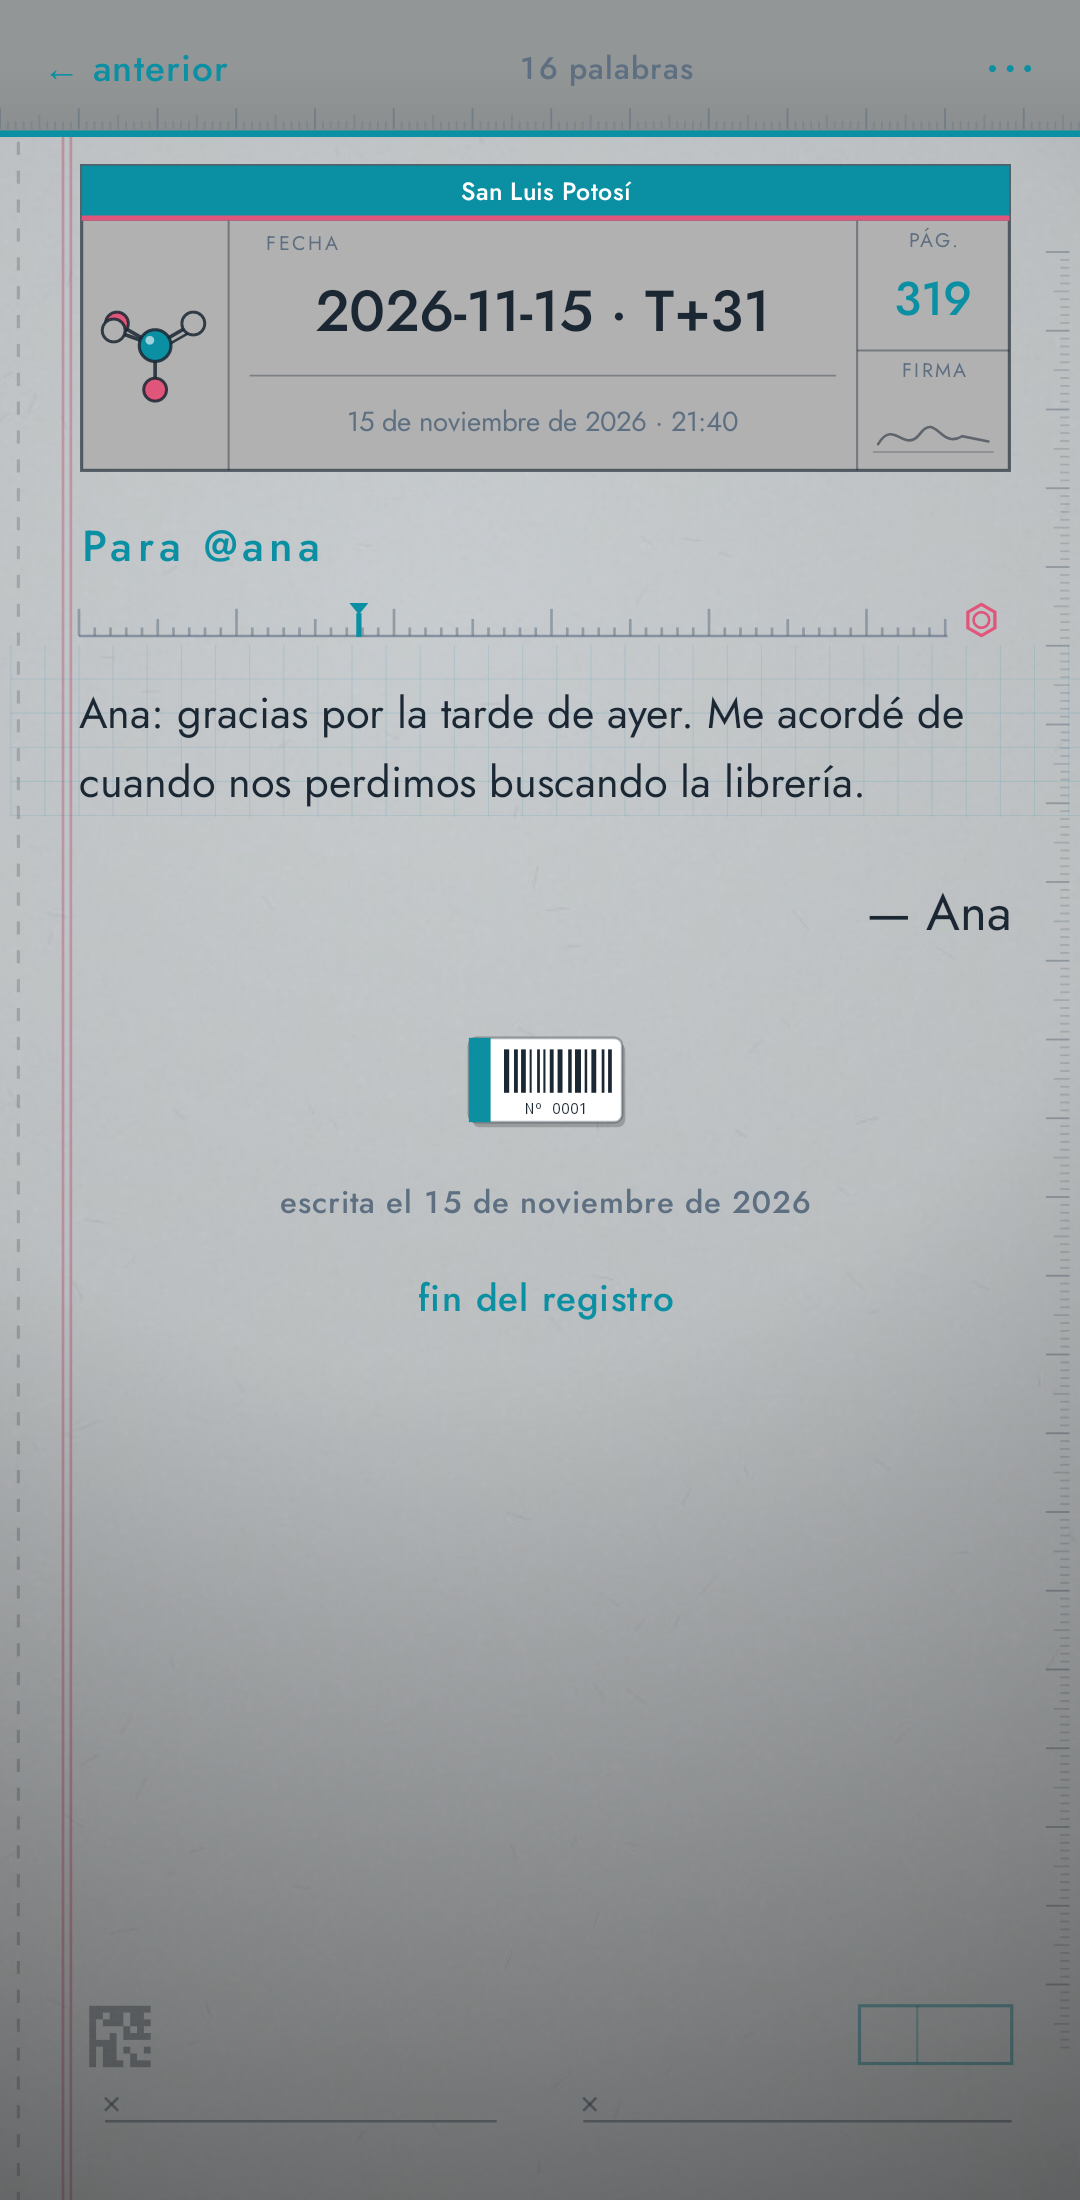 ← anterior
16 palabras
San Luis Potosí
FECHA
2026-11-15 · T+31
15 de noviembre de 2026 · 21:40
PÁG.
319
FIRMA
Para @ana
Ana: gracias por la tarde de ayer. Me acordé de
cuando nos perdimos buscando la librería.
— Ana
Nº 0001
escrita el 15 de noviembre de 2026
fin del registro